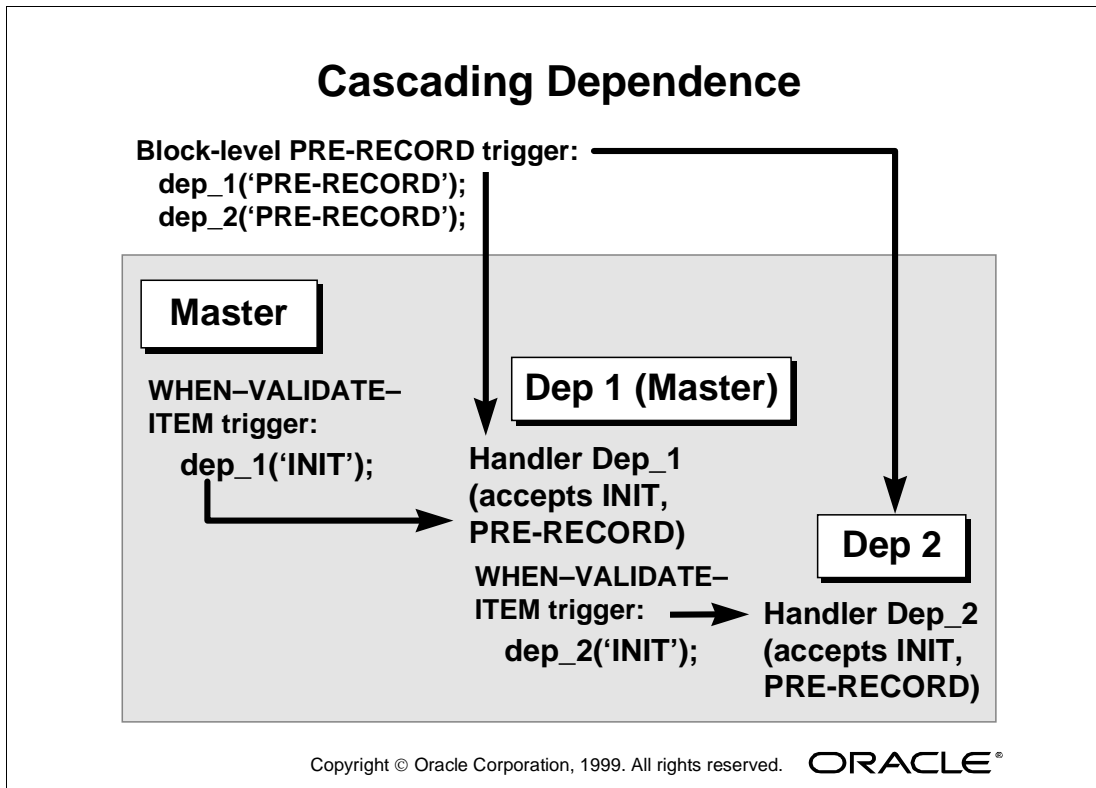 Cascading Dependence
Block-level PRE-RECORD trigger:
dep_1(‘PRE-RECORD’);
dep_2(‘PRE-RECORD’);
Master
WHEN–VALIDATE–
ITEM trigger:
dep_1(‘INIT’);
Dep 1 (Master)
Handler Dep_1
(accepts INIT,
PRE-RECORD)
WHEN–VALIDATE–
ITEM trigger:
dep_2(‘INIT’);
Dep 2
Handler Dep_2
(accepts INIT,
PRE-RECORD)
Copyright © Oracle Corporation, 1999. All rights reserved. ORACLE®